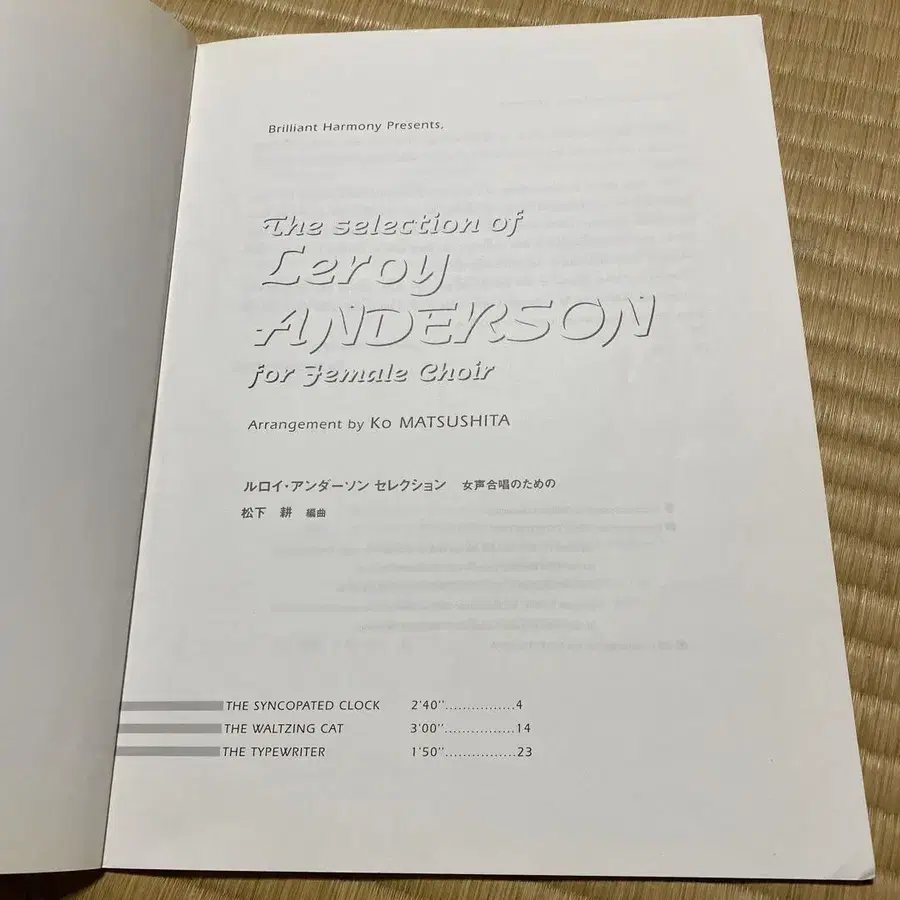 Brilliant Harmony Presents,
The selection of
Leroy
ANDERSON
for Female Choir
Arrangement by Ko MATSUSHITA
ルロイ・アンダーソン セレクション 女声合唱のための
松下 耕 編曲
THE SYNCOPATED CLOCK 2'40''................4
THE WALTZING CAT 3'00''................14
THE TYPEWRITER 1'50''................23